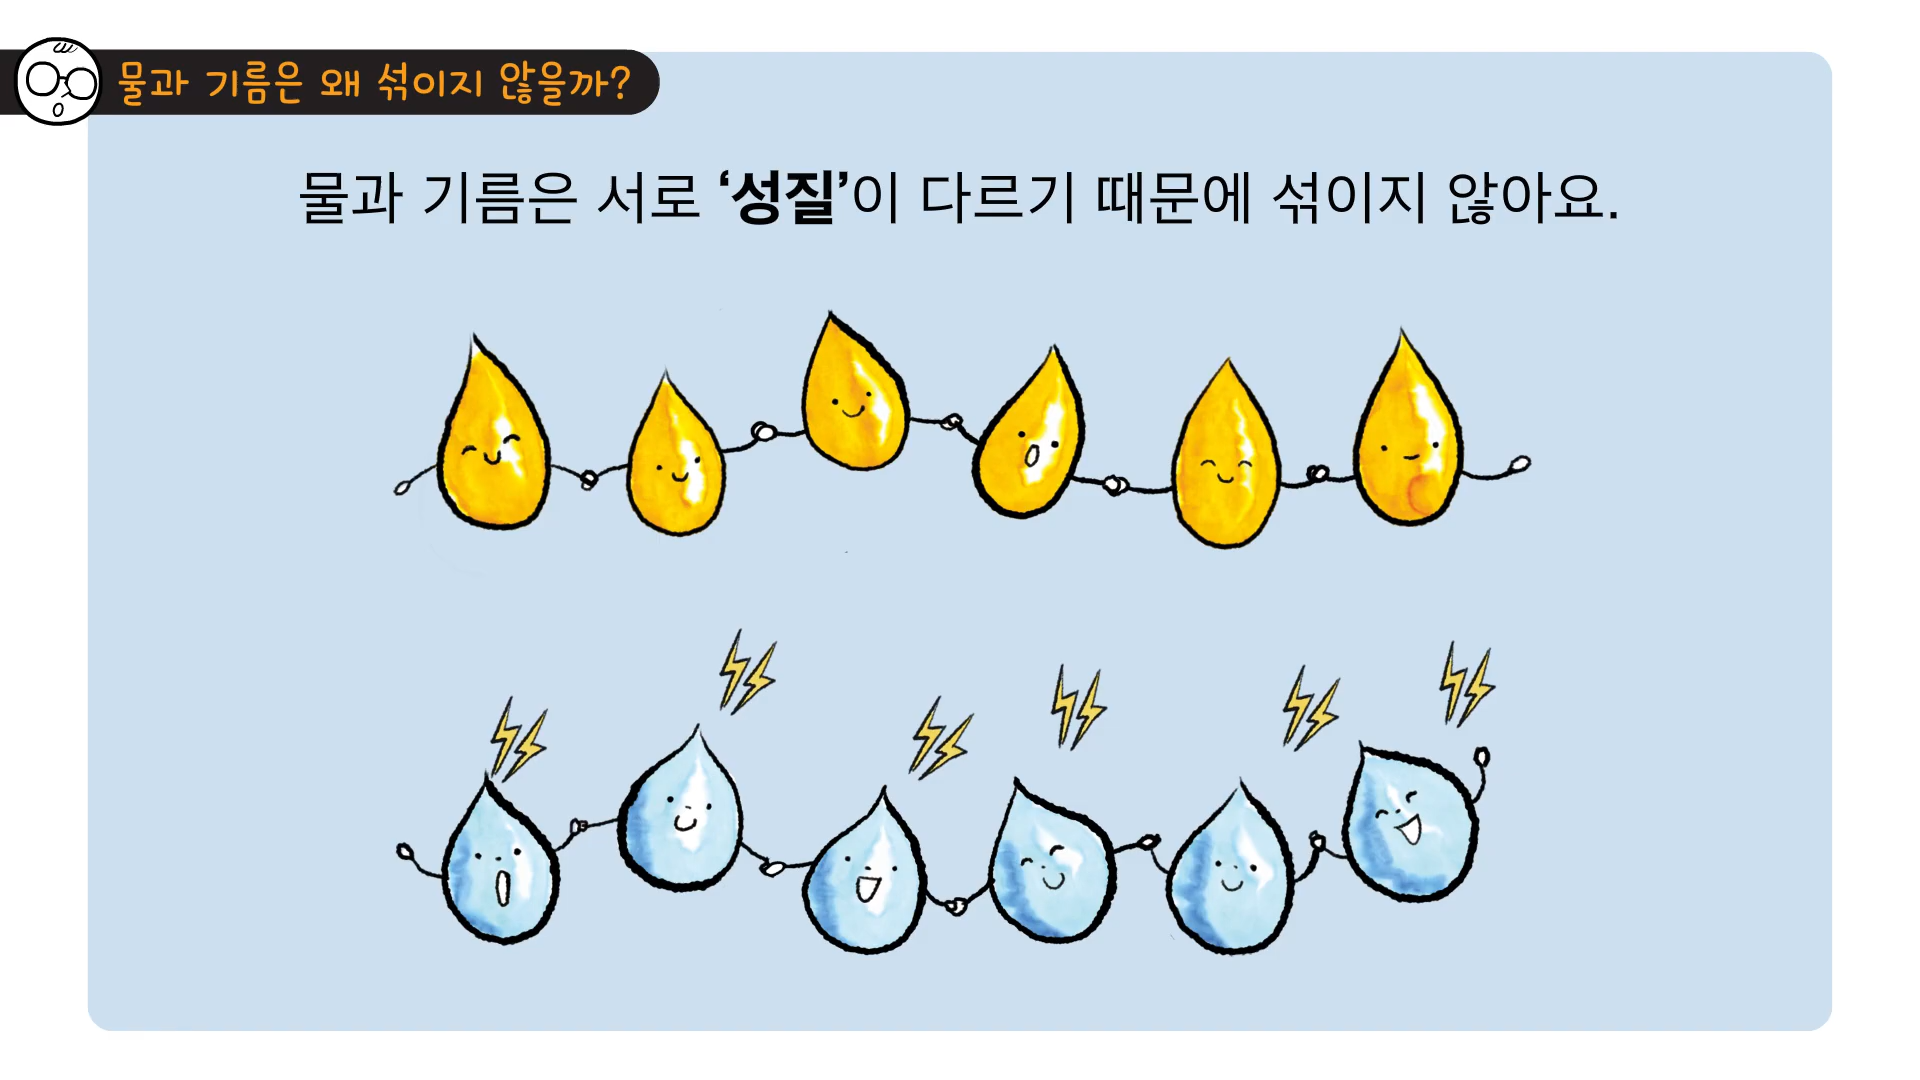 물과 기름은 왜 섞이지 않을까?
물과 기름은 서로 ‘성질’이 다르기 때문에 섞이지 않아요.